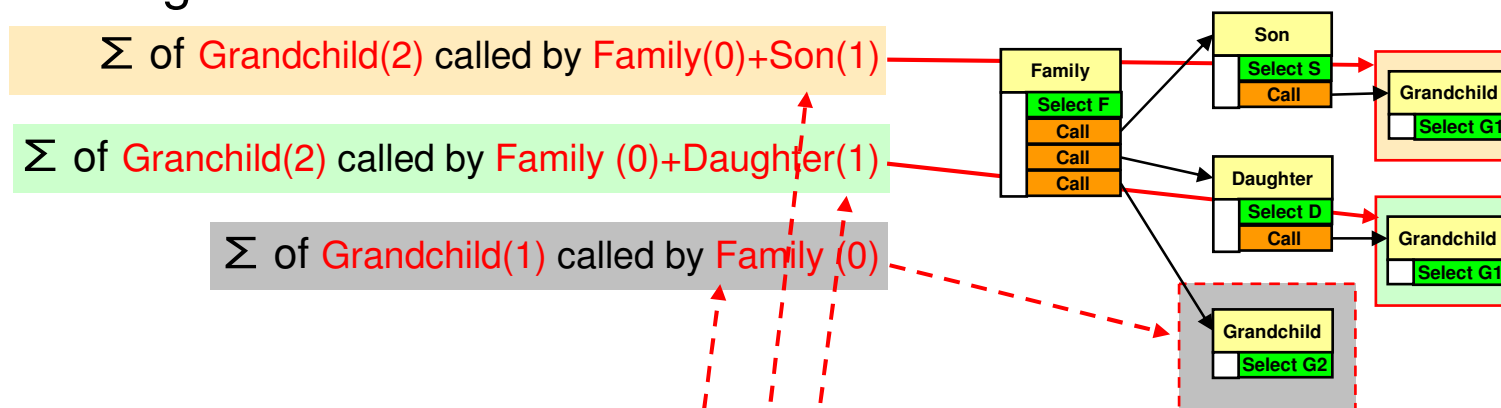 Σ of Grandchild(2) called by Family(0)+Son(1)
Σ of Granchild(2) called by Family (0)+Daughter(1)
Σ of Grandchild(1) called by Family (0)
Family
Select F
Call
Call
Call
Son
Select S
Call
Grandchild
Select G1
Daughter
Select D
Call
Grandchild
Select G1
Grandchild
Select G2